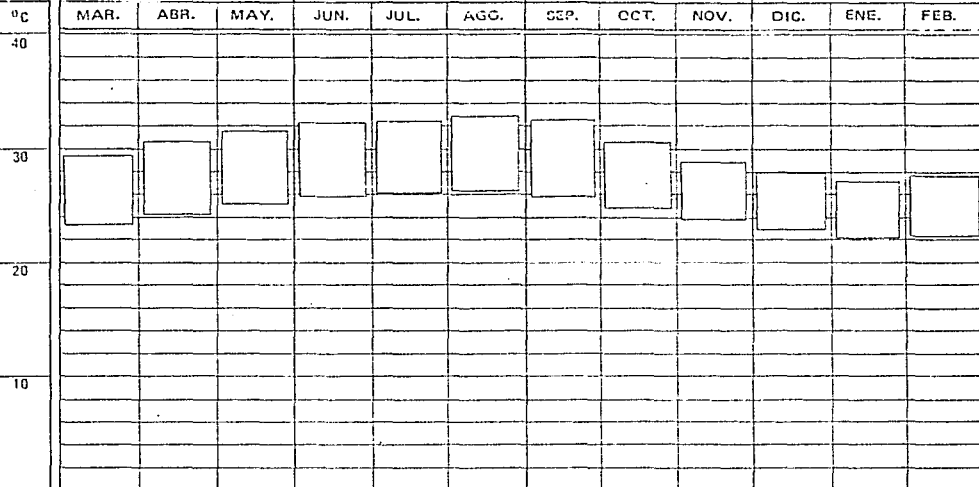 °C MAR. ABR. MAY. JUN. JUL. AGO. SEP. OCT. NOV. DIC. ENE. FEB.
40
30
20
10